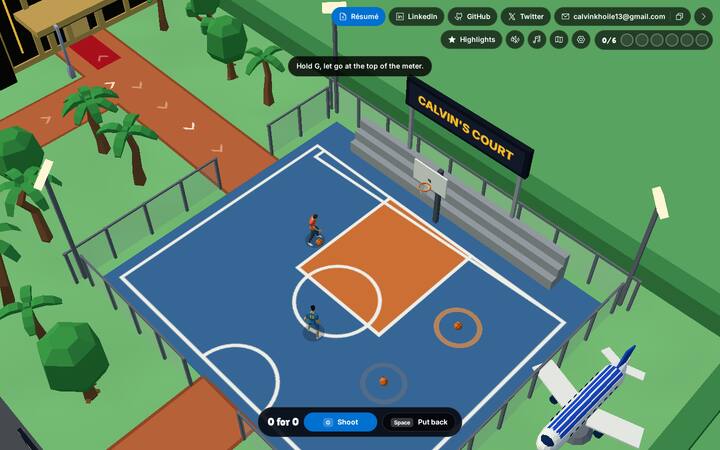 Résumé
LinkedIn
GitHub
Twitter
calvinkhoile13@gmail.com
Highlights
0/6
Hold G, let go at the top of the meter.
CALVIN'S COURT
0 for 0
G Shoot
Space Put back